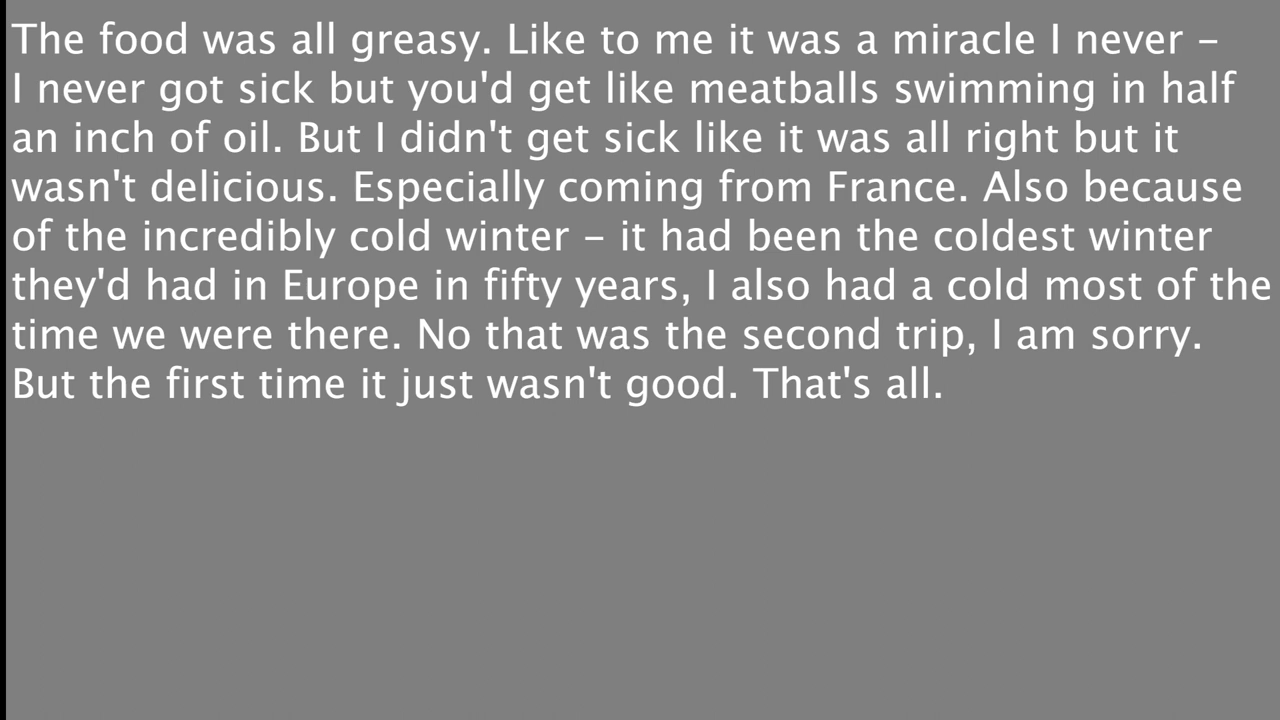 The food was all greasy. Like to me it was a miracle I never –
I never got sick but you'd get like meatballs swimming in half
an inch of oil. But I didn't get sick like it was all right but it
wasn't delicious. Especially coming from France. Also because
of the incredibly cold winter – it had been the coldest winter
they'd had in Europe in fifty years, I also had a cold most of the
time we were there. No that was the second trip, I am sorry.
But the first time it just wasn't good. That's all.